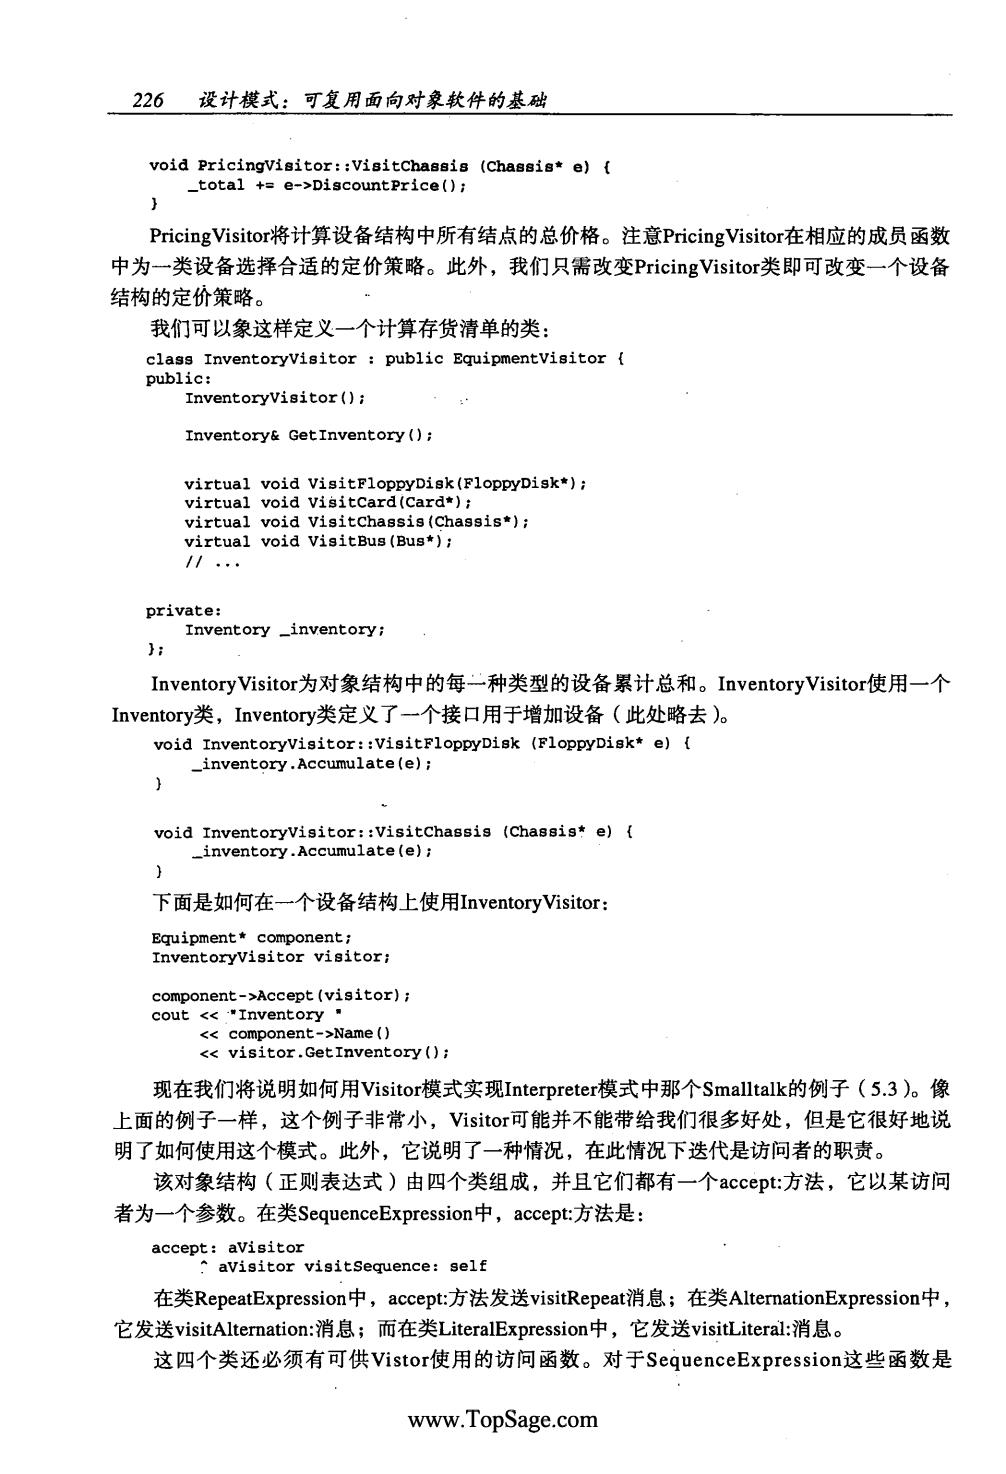 226 设计模式：可复用面向对象软件的基础
void PricingVisitor::VisitChassis (Chassis* e) {
_total += e->DiscountPrice();
}
PricingVisitor将计算设备结构中所有结点的总价格。注意PricingVisitor在相应的成员函数
中为一类设备选择合适的定价策略。此外，我们只需改变PricingVisitor类即可改变一个设备
结构的定价策略。
我们可以象这样定义一个计算存货清单的类：
class InventoryVisitor : public EquipmentVisitor {
public:
InventoryVisitor();
Inventory& GetInventory();
virtual void VisitFloppyDisk(FloppyDisk*);
virtual void VisitCard(Card*);
virtual void VisitChassis(Chassis*);
virtual void VisitBus(Bus*);
// ...
private:
Inventory _inventory;
};
InventoryVisitor为对象结构中的每一种类型的设备累计总和。InventoryVisitor使用一个
Inventory类，Inventory类定义了一个接口用于增加设备（此处略去）。
void InventoryVisitor::VisitFloppyDisk (FloppyDisk* e) {
_inventory.Accumulate(e);
}
void InventoryVisitor::VisitChassis (Chassis* e) {
_inventory.Accumulate(e);
}
下面是如何在一个设备结构上使用InventoryVisitor：
Equipment* component;
InventoryVisitor visitor;
component->Accept(visitor);
cout << "Inventory "
<< component->Name()
<< visitor.GetInventory();
现在我们将说明如何用Visitor模式实现Interpreter模式中那个Smalltalk的例子（5.3）。像
上面的例子一样，这个例子非常小，Visitor可能并不能带给我们很多好处，但是它很好地说
明了如何使用这个模式。此外，它说明了一种情况，在此情况下迭代是访问者的职责。
该对象结构（正则表达式）由四个类组成，并且它们都有一个accept:方法，它以某访问
者为一个参数。在类SequenceExpression中，accept:方法是：
accept: aVisitor
^ aVisitor visitSequence: self
在类RepeatExpression中，accept:方法发送visitRepeat消息；在类AlternationExpression中，
它发送visitAlternation:消息；而在类LiteralExpression中，它发送visitLiteral:消息。
这四个类还必须有可供Vistor使用的访问函数。对于SequenceExpression这些函数是
www.TopSage.com